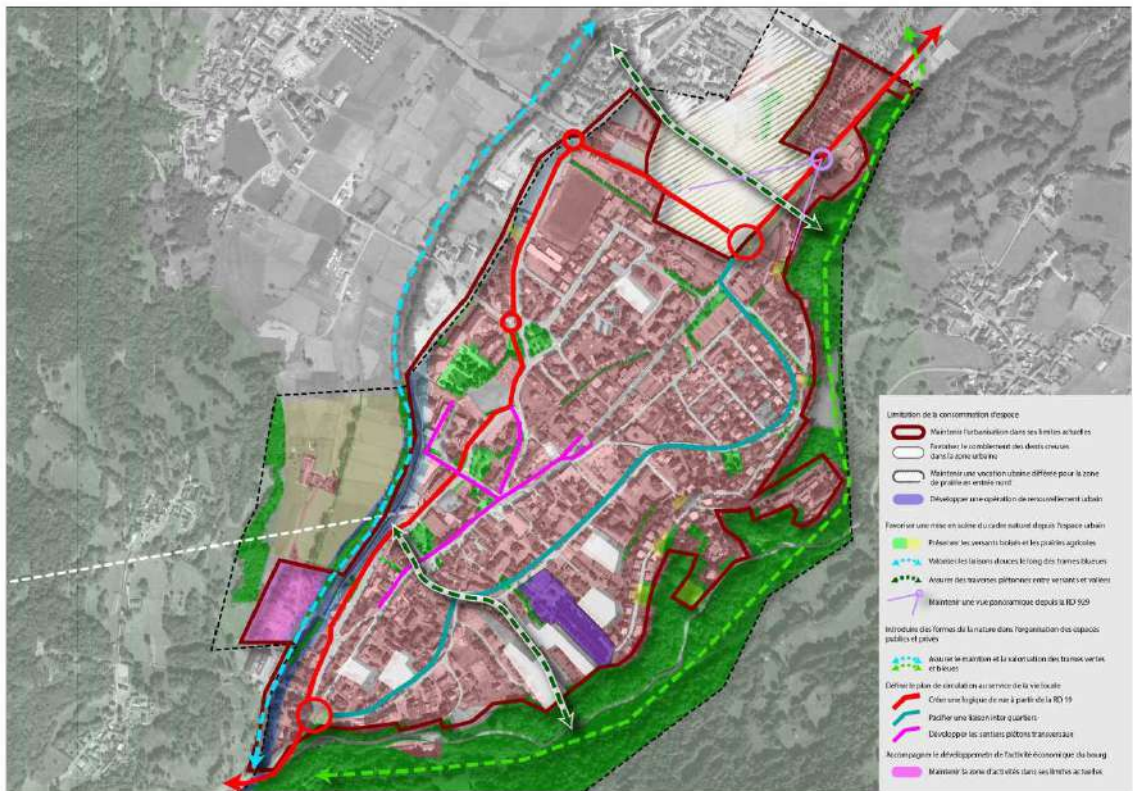 Limitation de la consommation d'espace
Maintenir l'urbanisation dans ses limites actuelles
Favoriser le comblement des dents creuses
dans la zone urbaine
Maintenir une vocation urbaine différée pour la zone
de prairie en entrée nord
Développer une opération de renouvellement urbain
Favoriser une mise en scène du cadre naturel depuis l'espace urbain
Préserver les versants boisés et les prairies agricoles
Valoriser les liaisons douces le long des trames bleues
Assurer des traverses piétonnes entre versants et vallées
Maintenir une vue panoramique depuis la RD 929
Introduire des formes de la nature dans l'organisation des espaces
publics et privés
Assurer le maintien et la valorisation des trames vertes
et bleues
Définir le plan de circulation au service de la vie locale
Créer une logique de rue à partir de la RD 19
Pacifier une liaison inter quartiers
Développer les sentiers piétons transversaux
Accompagner le développement de l'activité économique du bourg
Maintenir la zone d'activités dans ses limites actuelles